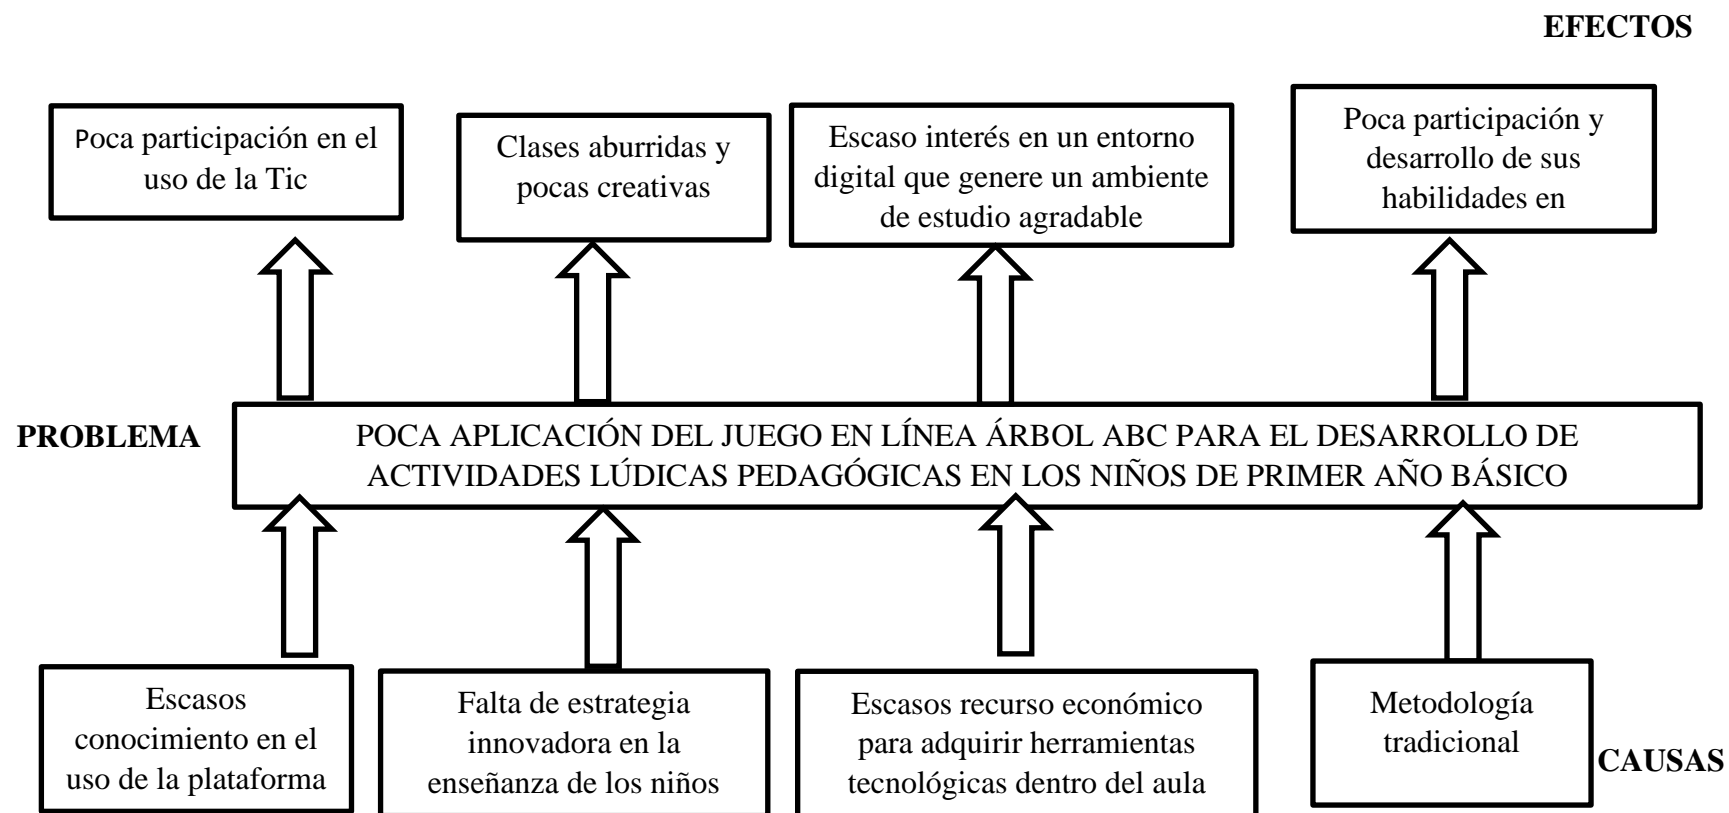 EFECTOS
Poca participación en el
uso de la Tic
Clases aburridas y
pocas creativas
Escaso interés en un entorno
digital que genere un ambiente
de estudio agradable
Poca participación y
desarrollo de sus
habilidades en
PROBLEMA
POCA APLICACIÓN DEL JUEGO EN LÍNEA ÁRBOL ABC PARA EL DESARROLLO DE
ACTIVIDADES LÚDICAS PEDAGÓGICAS EN LOS NIÑOS DE PRIMER AÑO BÁSICO
Escasos
conocimiento en el
uso de la plataforma
Falta de estrategia
innovadora en la
enseñanza de los niños
Escasos recurso económico
para adquirir herramientas
tecnológicas dentro del aula
Metodología
tradicional
CAUSAS